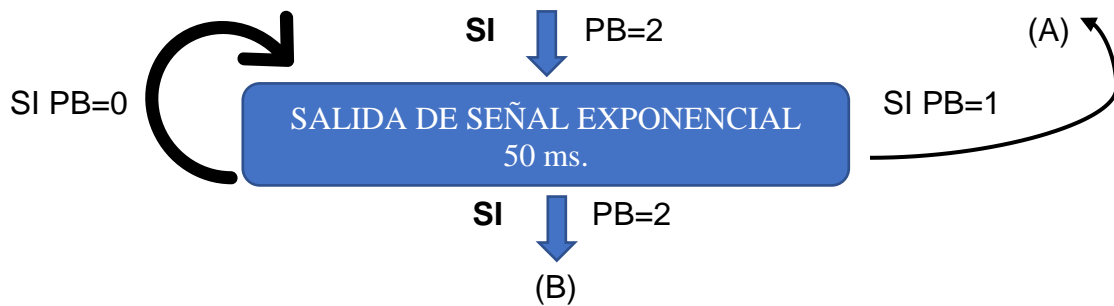 SI PB=2
(A)
SI PB=0
SALIDA DE SEÑAL EXPONENCIAL
50 ms.
SI PB=1
SI PB=2
(B)